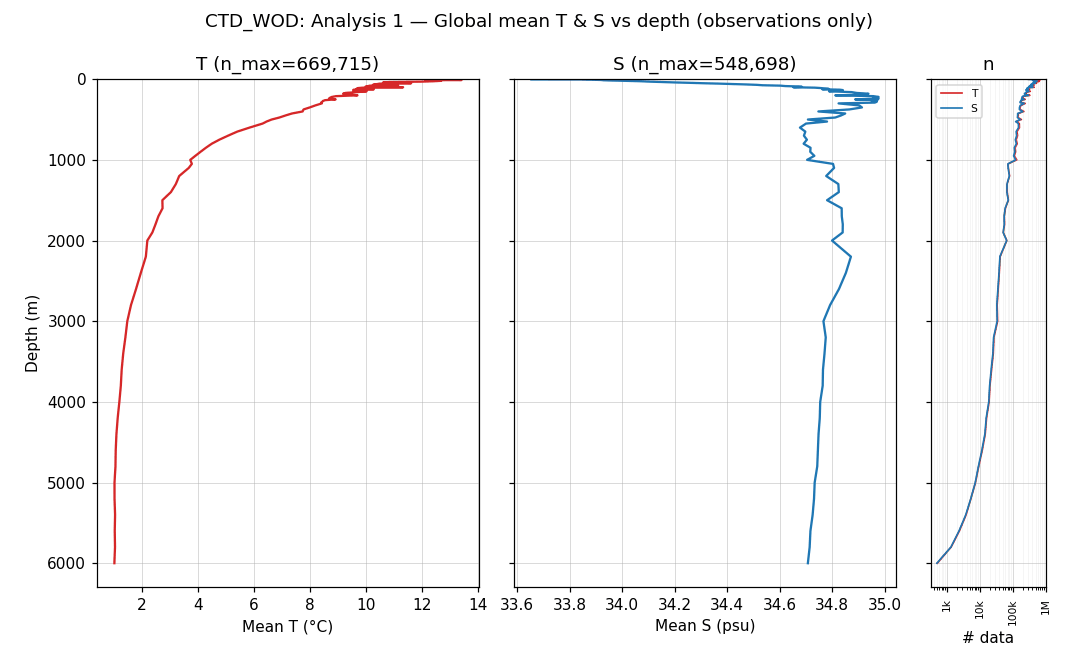 CTD_WOD: Analysis 1 — Global mean T & S vs depth (observations only)
T (n_max=669,715)
S (n_max=548,698)
n
Depth (m)
0
1000
2000
3000
4000
5000
6000
2 4 6 8 10 12 14
Mean T (°C)
33.6 33.8 34.0 34.2 34.4 34.6 34.8 35.0
Mean S (psu)
T
S
1k 10k 100k 1M
# data